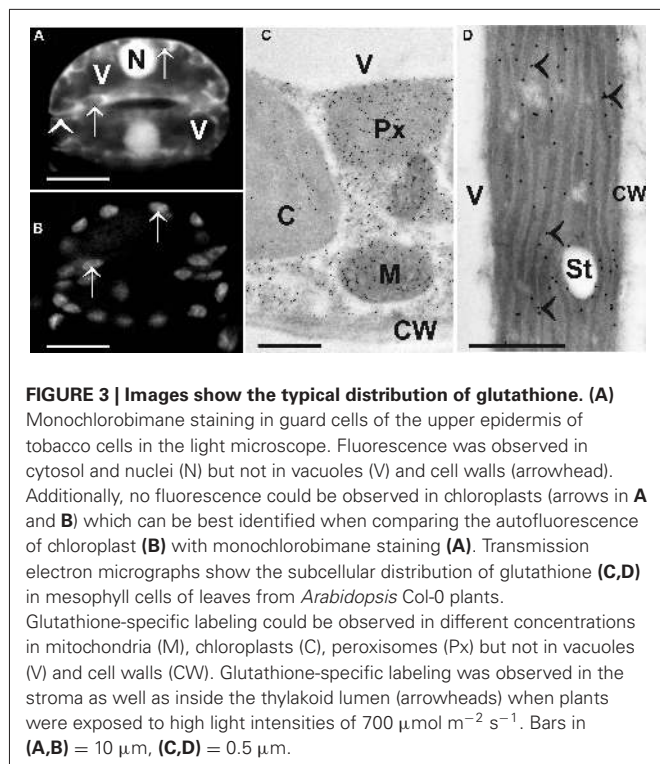 A
N
V
V
B
C
V
Px
C
M
CW
D
V
CW
St
FIGURE 3 | Images show the typical distribution of glutathione. (A)
Monochlorobimane staining in guard cells of the upper epidermis of
tobacco cells in the light microscope. Fluorescence was observed in
cytosol and nuclei (N) but not in vacuoles (V) and cell walls (arrowhead).
Additionally, no fluorescence could be observed in chloroplasts (arrows in A
and B) which can be best identified when comparing the autofluorescence
of chloroplast (B) with monochlorobimane staining (A). Transmission
electron micrographs show the subcellular distribution of glutathione (C,D)
in mesophyll cells of leaves from Arabidopsis Col-0 plants.
Glutathione-specific labeling could be observed in different concentrations
in mitochondria (M), chloroplasts (C), peroxisomes (Px) but not in vacuoles
(V) and cell walls (CW). Glutathione-specific labeling was observed in the
stroma as well as inside the thylakoid lumen (arrowheads) when plants
were exposed to high light intensities of 700 μmol m⁻² s⁻¹. Bars in
(A,B) = 10 μm, (C,D) = 0.5 μm.